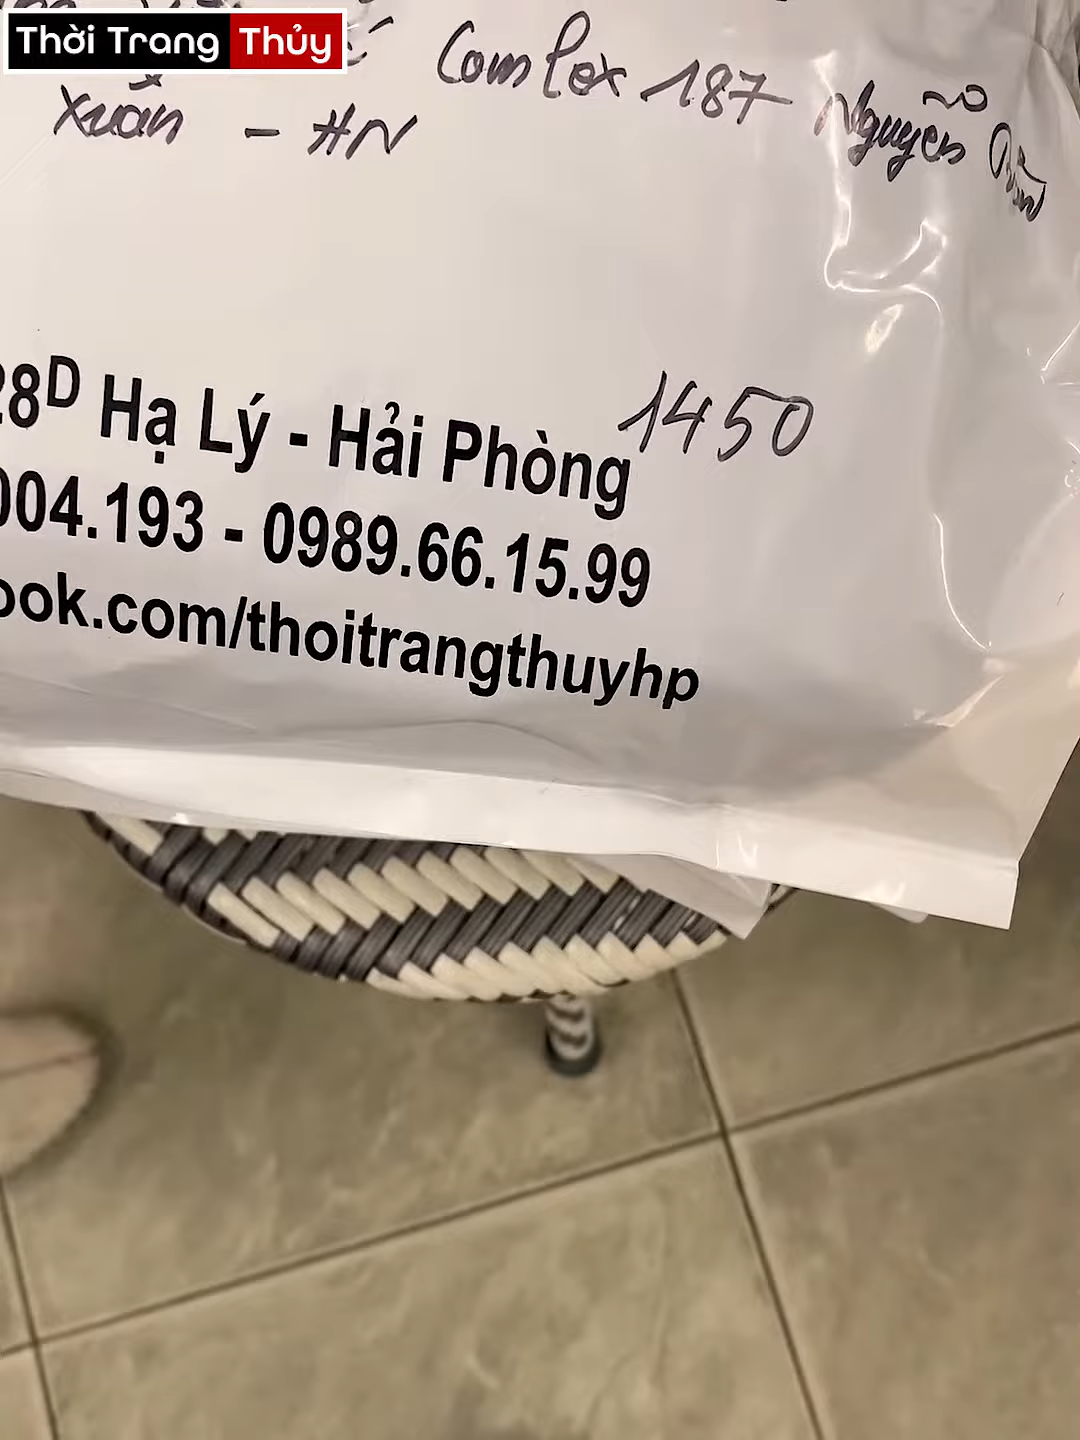 Thời Trang Thủy
Complex 187 Nguyễn
Xuân - HN
28D Hạ Lý - Hải Phòng 1450
004.193 - 0989.66.15.99
ook.com/thoitrangthuyhp